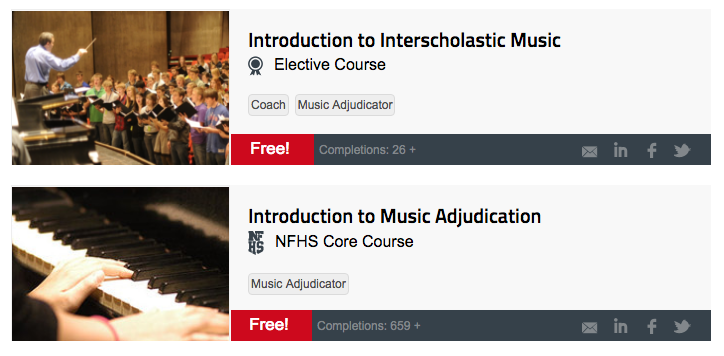 Introduction to Interscholastic Music
Elective Course
Coach Music Adjudicator
Free! Completions: 26 +
Introduction to Music Adjudication
NFHS Core Course
Music Adjudicator
Free! Completions: 659 +